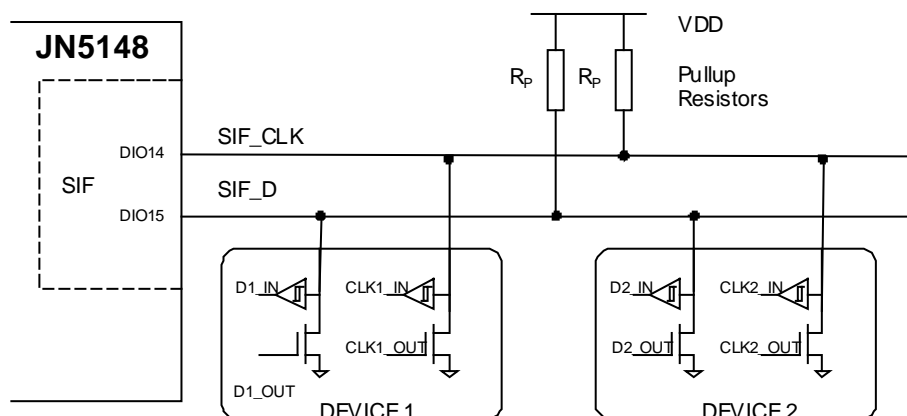 JN5148
VDD
R_P R_P
Pullup
Resistors
SIF_CLK
DIO14
SIF
SIF_D
DIO15
D1_IN CLK1_IN D2_IN CLK2_IN
CLK1_OUT D2_OUT CLK2_OUT
D1_OUT
DEVICE 1 DEVICE 2